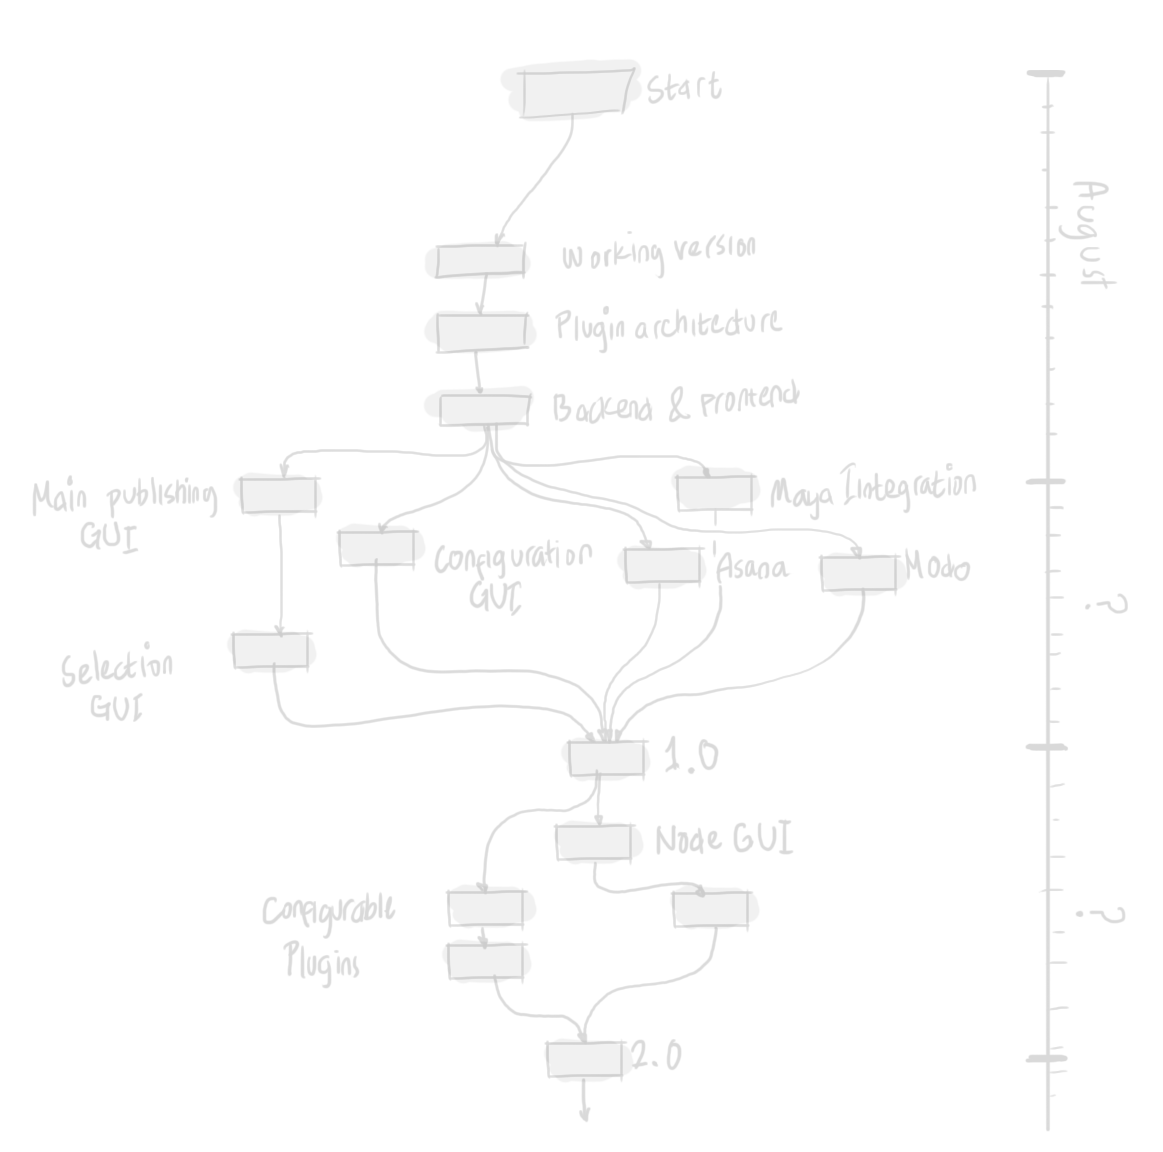 Start
August
Working version
Plugin architecture
Backend & Frontend
Main publishing
GUI
Maya IIntegration
Configuration
GUI
Asana
Modo
?
Selection
GUI
1.0
Node GUI
Configurable
Plugins
?
2.0